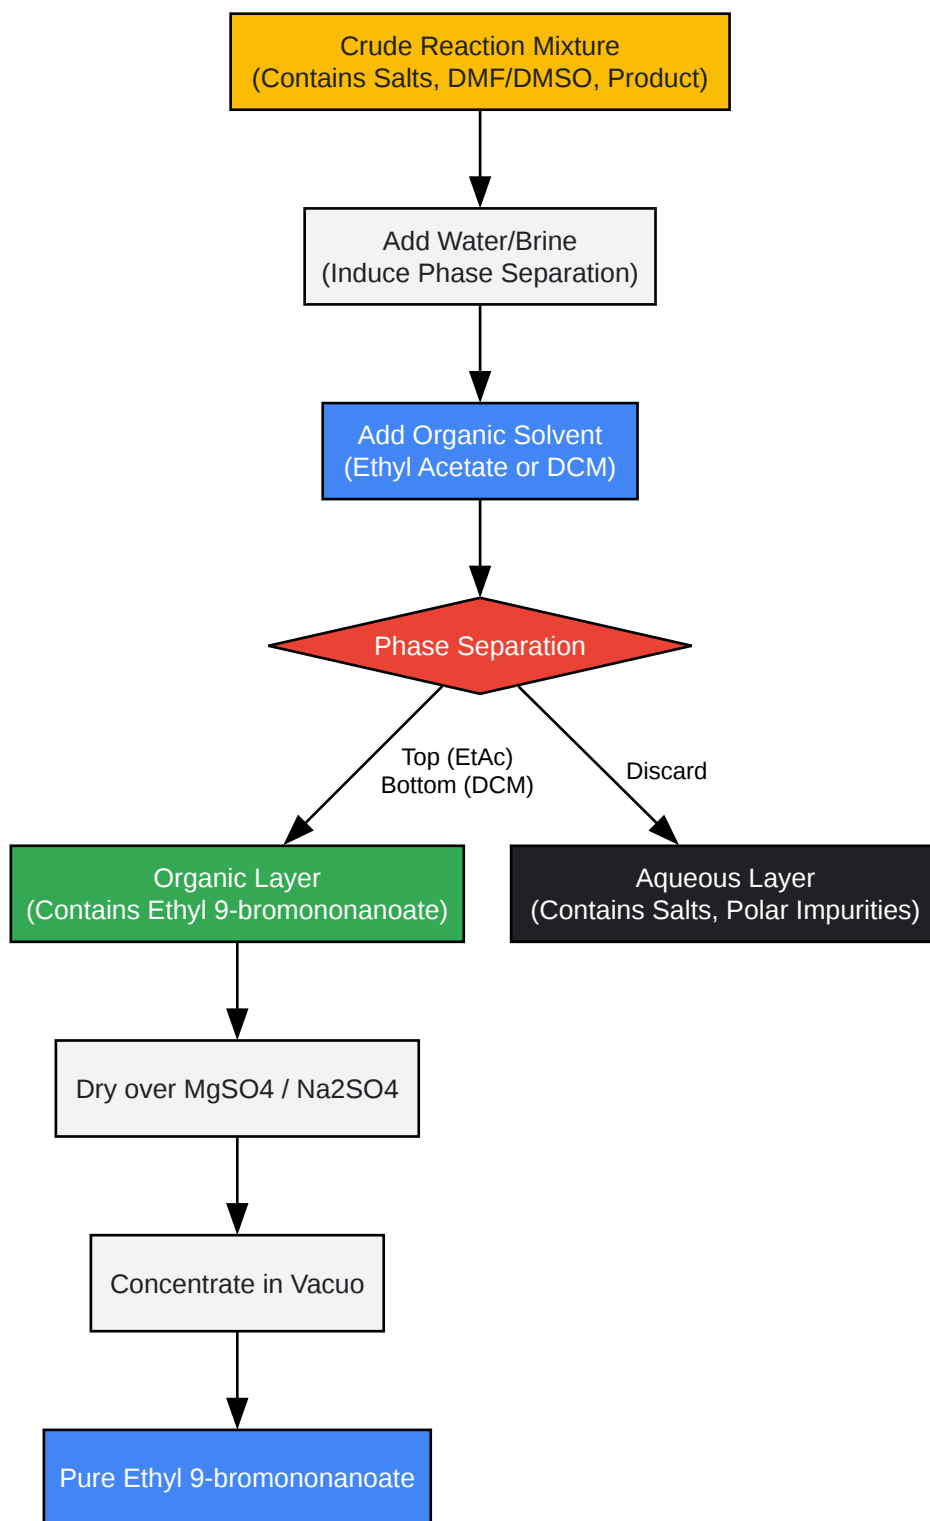 Crude Reaction Mixture
(Contains Salts, DMF/DMSO, Product)
Add Water/Brine
(Induce Phase Separation)
Add Organic Solvent
(Ethyl Acetate or DCM)
Phase Separation
Top (EtAc)
Bottom (DCM)
Discard
Organic Layer
(Contains Ethyl 9-bromononanoate)
Aqueous Layer
(Contains Salts, Polar Impurities)
Dry over MgSO4 / Na2SO4
Concentrate in Vacuo
Pure Ethyl 9-bromononanoate